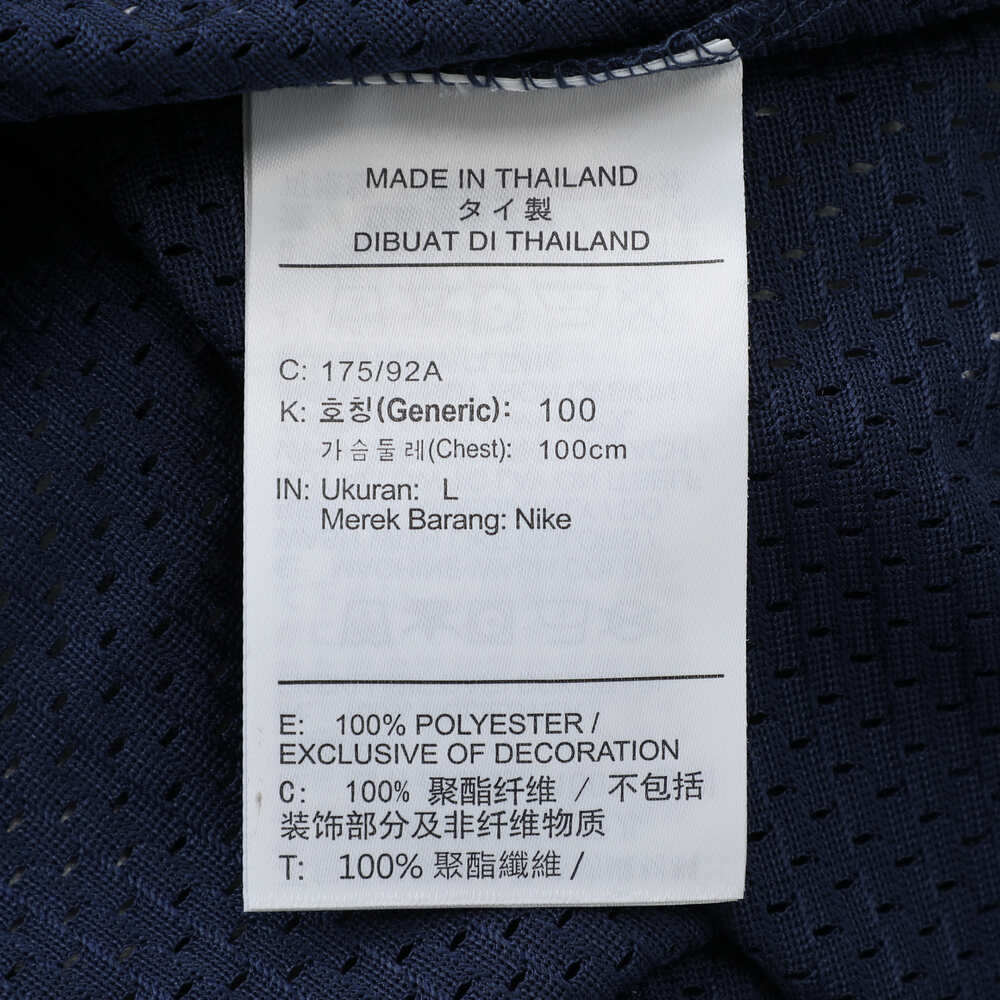 MADE IN THAILAND
タイ製
DIBUAT DI THAILAND
C: 175/92A
K: 호칭(Generic): 100
가슴둘레(Chest): 100cm
IN: Ukuran: L
Merek Barang: Nike
E: 100% POLYESTER /
EXCLUSIVE OF DECORATION
C: 100% 聚酯纤维 / 不包括
装饰部分及非纤维物质
T: 100% 聚酯纖維 /